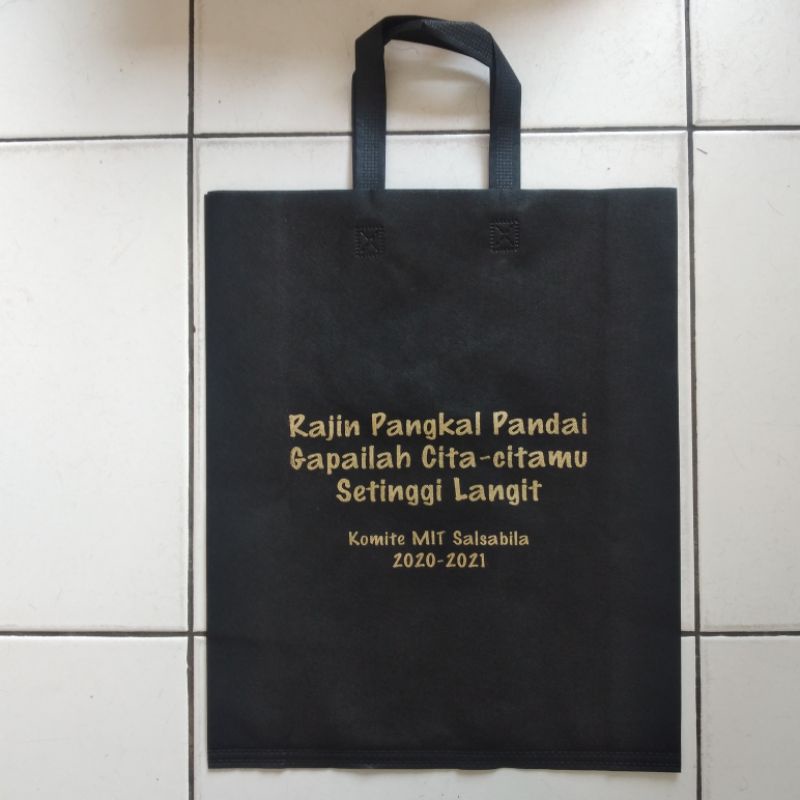 Rajin Pangkal Pandai
Gapailah Cita-citamu
Setinggi Langit
Komite MIT Salsabila
2020-2021